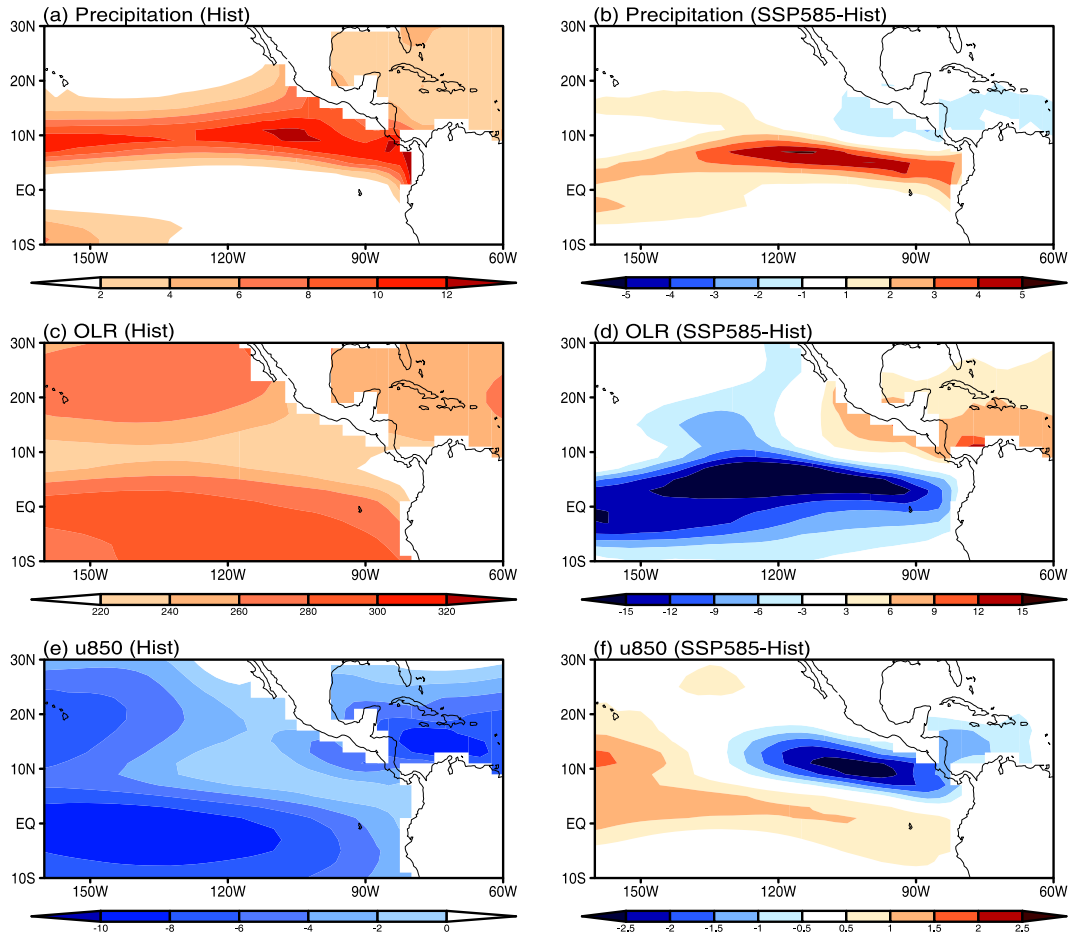 (a) Precipitation (Hist)
(b) Precipitation (SSP585-Hist)
30N
20N
10N
EQ
10S
150W 120W 90W 60W
2 4 6 8 10 12
30N
20N
10N
EQ
10S
150W 120W 90W 60W
-5 -4 -3 -2 -1 1 2 3 4 5
(c) OLR (Hist)
(d) OLR (SSP585-Hist)
30N
20N
10N
EQ
10S
150W 120W 90W 60W
220 240 260 280 300 320
30N
20N
10N
EQ
10S
150W 120W 90W 60W
-15 -12 -9 -6 -3 3 6 9 12 15
(e) u850 (Hist)
(f) u850 (SSP585-Hist)
30N
20N
10N
EQ
10S
150W 120W 90W 60W
-10 -8 -6 -4 -2 0
30N
20N
10N
EQ
10S
150W 120W 90W 60W
-2.5 -2 -1.5 -1 -0.5 0.5 1 1.5 2 2.5